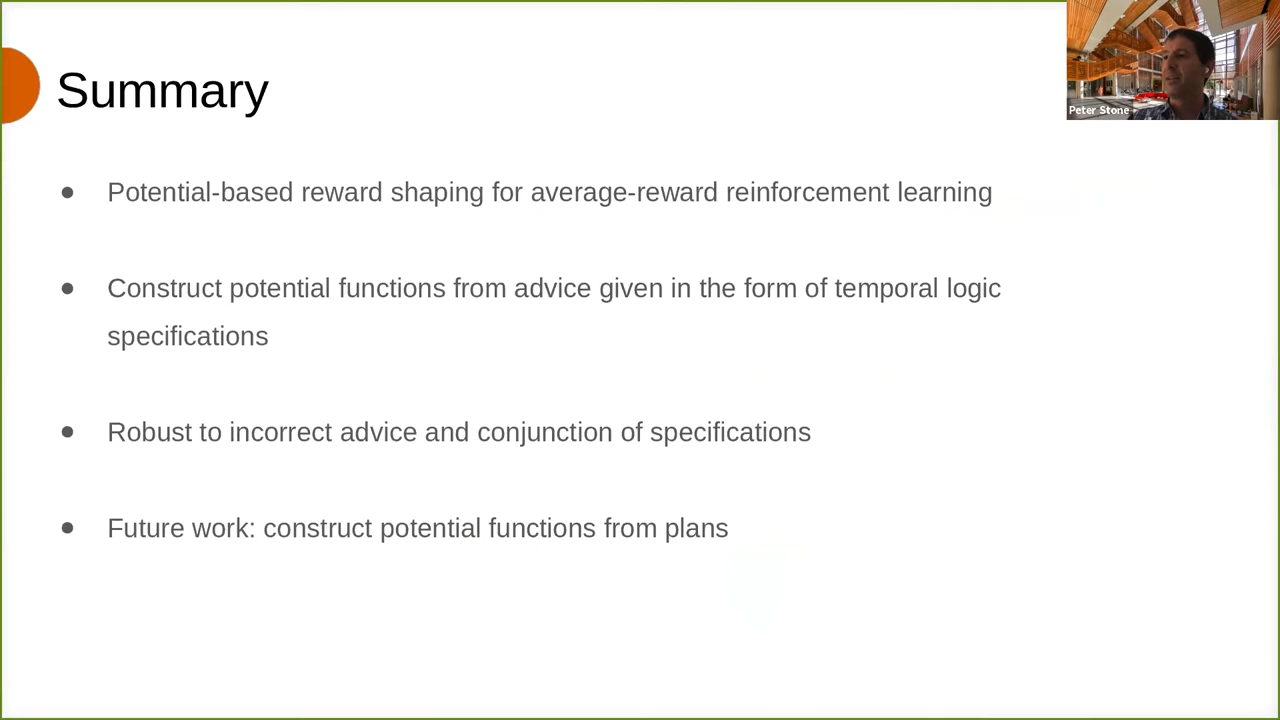 Summary
Peter Stone
● Potential-based reward shaping for average-reward reinforcement learning
● Construct potential functions from advice given in the form of temporal logic
specifications
● Robust to incorrect advice and conjunction of specifications
● Future work: construct potential functions from plans